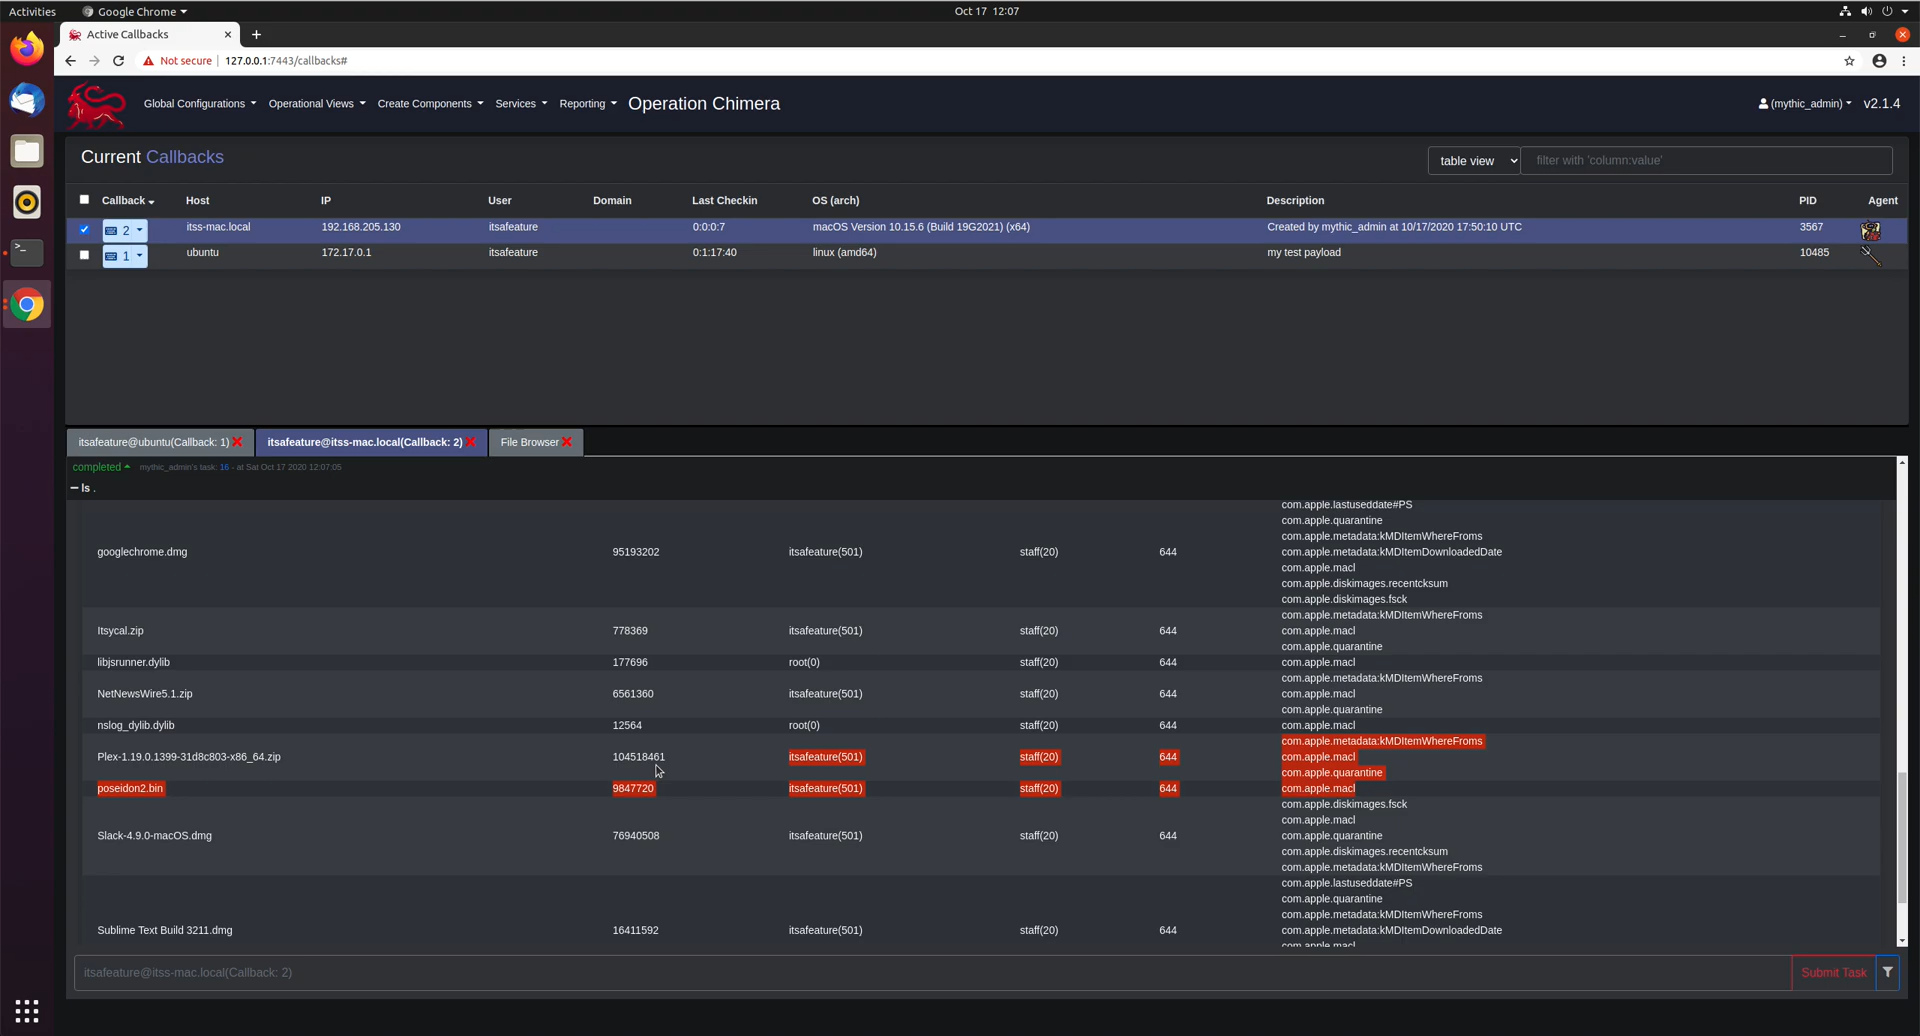 Activities Google Chrome Oct 17 12:07
Active Callbacks
Not secure 127.0.0.1:7443/callbacks#
Global Configurations Operational Views Create Components Services Reporting Operation Chimera (mythic_admin) v2.1.4
Current Callbacks table view filter with 'column:value'
Callback Host IP User Domain Last Checkin OS (arch) Description PID Agent
2 itss-mac.local 192.168.205.130 itsafeature 0:0:0:7 macOS Version 10.15.6 (Build 19G2021) (x64) Created by mythic_admin at 10/17/2020 17:50:10 UTC 3567
1 ubuntu 172.17.0.1 itsafeature 0:1:17:40 linux (amd64) my test payload 10485
itsafeature@ubuntu(Callback: 1) itsafeature@itss-mac.local(Callback: 2) File Browser
completed mythic_admin's task: 16 - at Sat Oct 17 2020 12:07:05
ls .
com.apple.lastuseddate#PS
com.apple.quarantine
com.apple.metadata:kMDItemWhereFroms
googlechrome.dmg 95193202 itsafeature(501) staff(20) 644 com.apple.metadata:kMDItemDownloadedDate
com.apple.macl
com.apple.diskimages.recentcksum
com.apple.diskimages.fsck
com.apple.metadata:kMDItemWhereFroms
Itsycal.zip 778369 itsafeature(501) staff(20) 644 com.apple.macl
com.apple.quarantine
libjsrunner.dylib 177696 root(0) staff(20) 644 com.apple.macl
com.apple.metadata:kMDItemWhereFroms
NetNewsWire5.1.zip 6561360 itsafeature(501) staff(20) 644 com.apple.macl
com.apple.quarantine
nslog_dylib.dylib 12564 root(0) staff(20) 644 com.apple.macl
com.apple.metadata:kMDItemWhereFroms
Plex-1.19.0.1399-31d8c803-x86_64.zip 104518461 itsafeature(501) staff(20) 644 com.apple.macl
com.apple.quarantine
poseidon2.bin 9847720 itsafeature(501) staff(20) 644 com.apple.macl
com.apple.diskimages.fsck
com.apple.macl
Slack-4.9.0-macOS.dmg 76940508 itsafeature(501) staff(20) 644 com.apple.quarantine
com.apple.diskimages.recentcksum
com.apple.metadata:kMDItemWhereFroms
com.apple.lastuseddate#PS
com.apple.quarantine
com.apple.metadata:kMDItemWhereFroms
Sublime Text Build 3211.dmg 16411592 itsafeature(501) staff(20) 644 com.apple.metadata:kMDItemDownloadedDate
com.apple.macl
itsafeature@itss-mac.local(Callback: 2) Submit Task